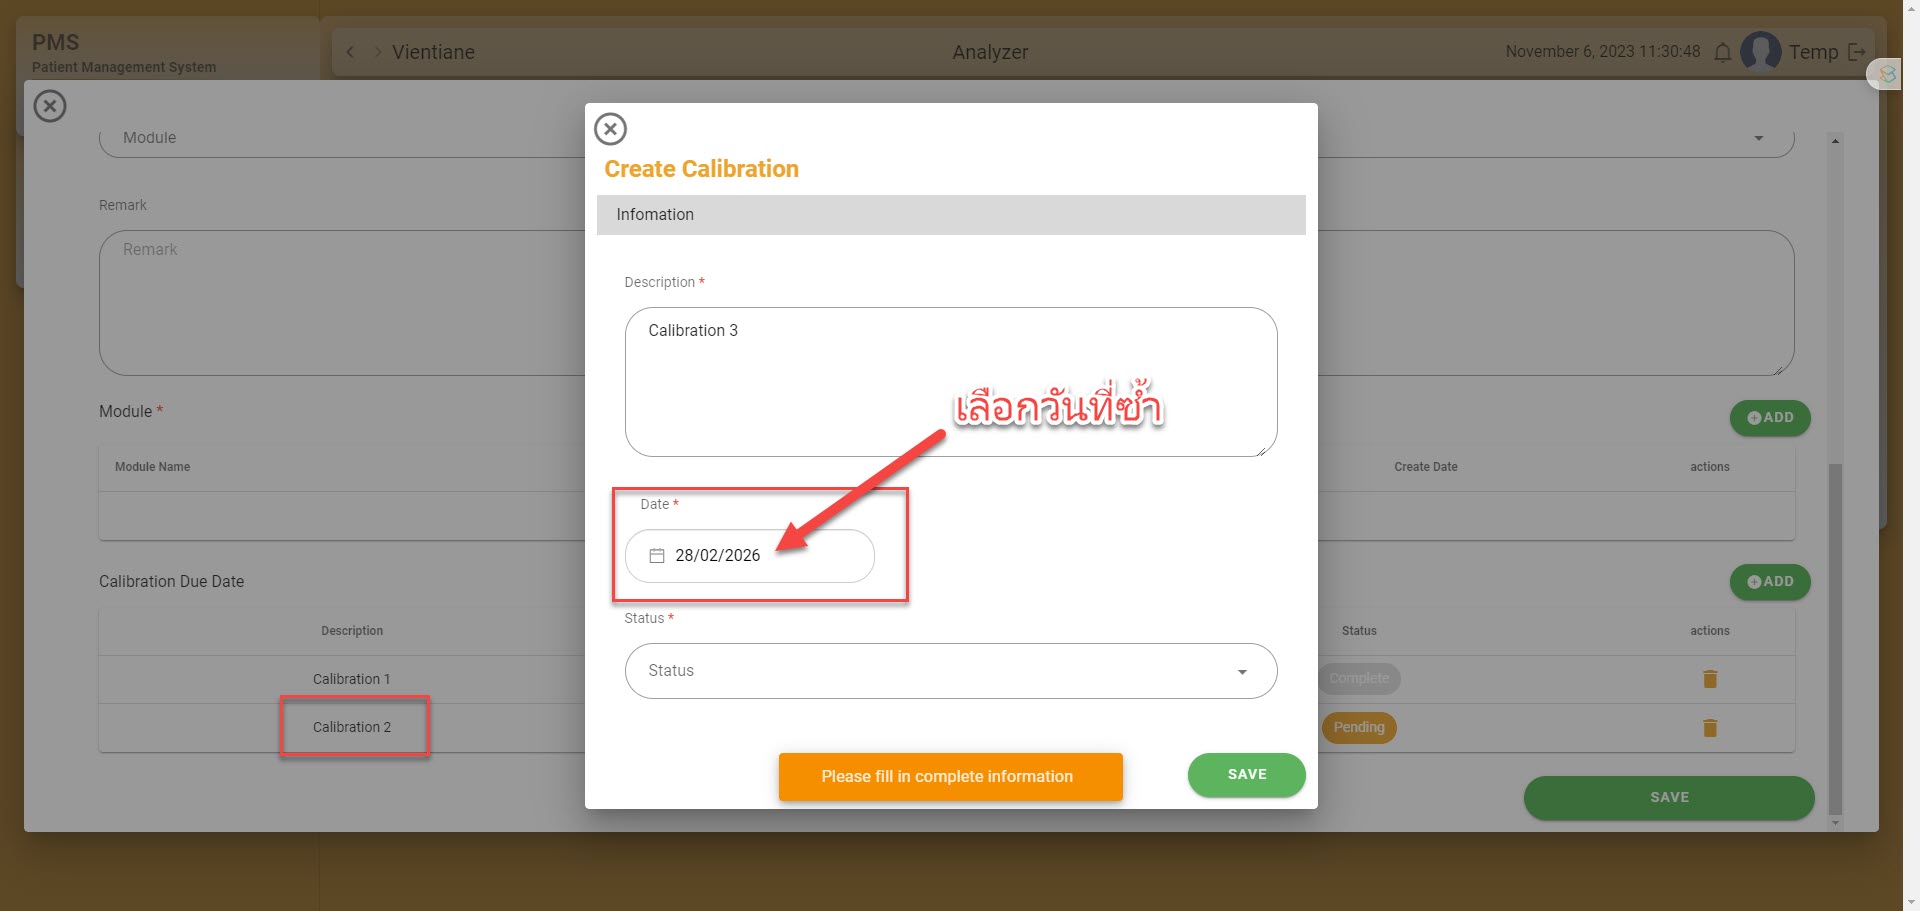 PMS
Patient Management System
Vientiane
Analyzer
November 6, 2023 11:30:48
Temp
Module
Remark
Remark
Module *
ADD
Module Name
Create Date
actions
Calibration Due Date
ADD
Description
Status
actions
Calibration 1
Complete
Calibration 2
Pending
SAVE
Create Calibration
Infomation
Description *
Calibration 3
เลือกวันที่ซ้ำ
Date *
28/02/2026
Status *
Status
Please fill in complete information
SAVE